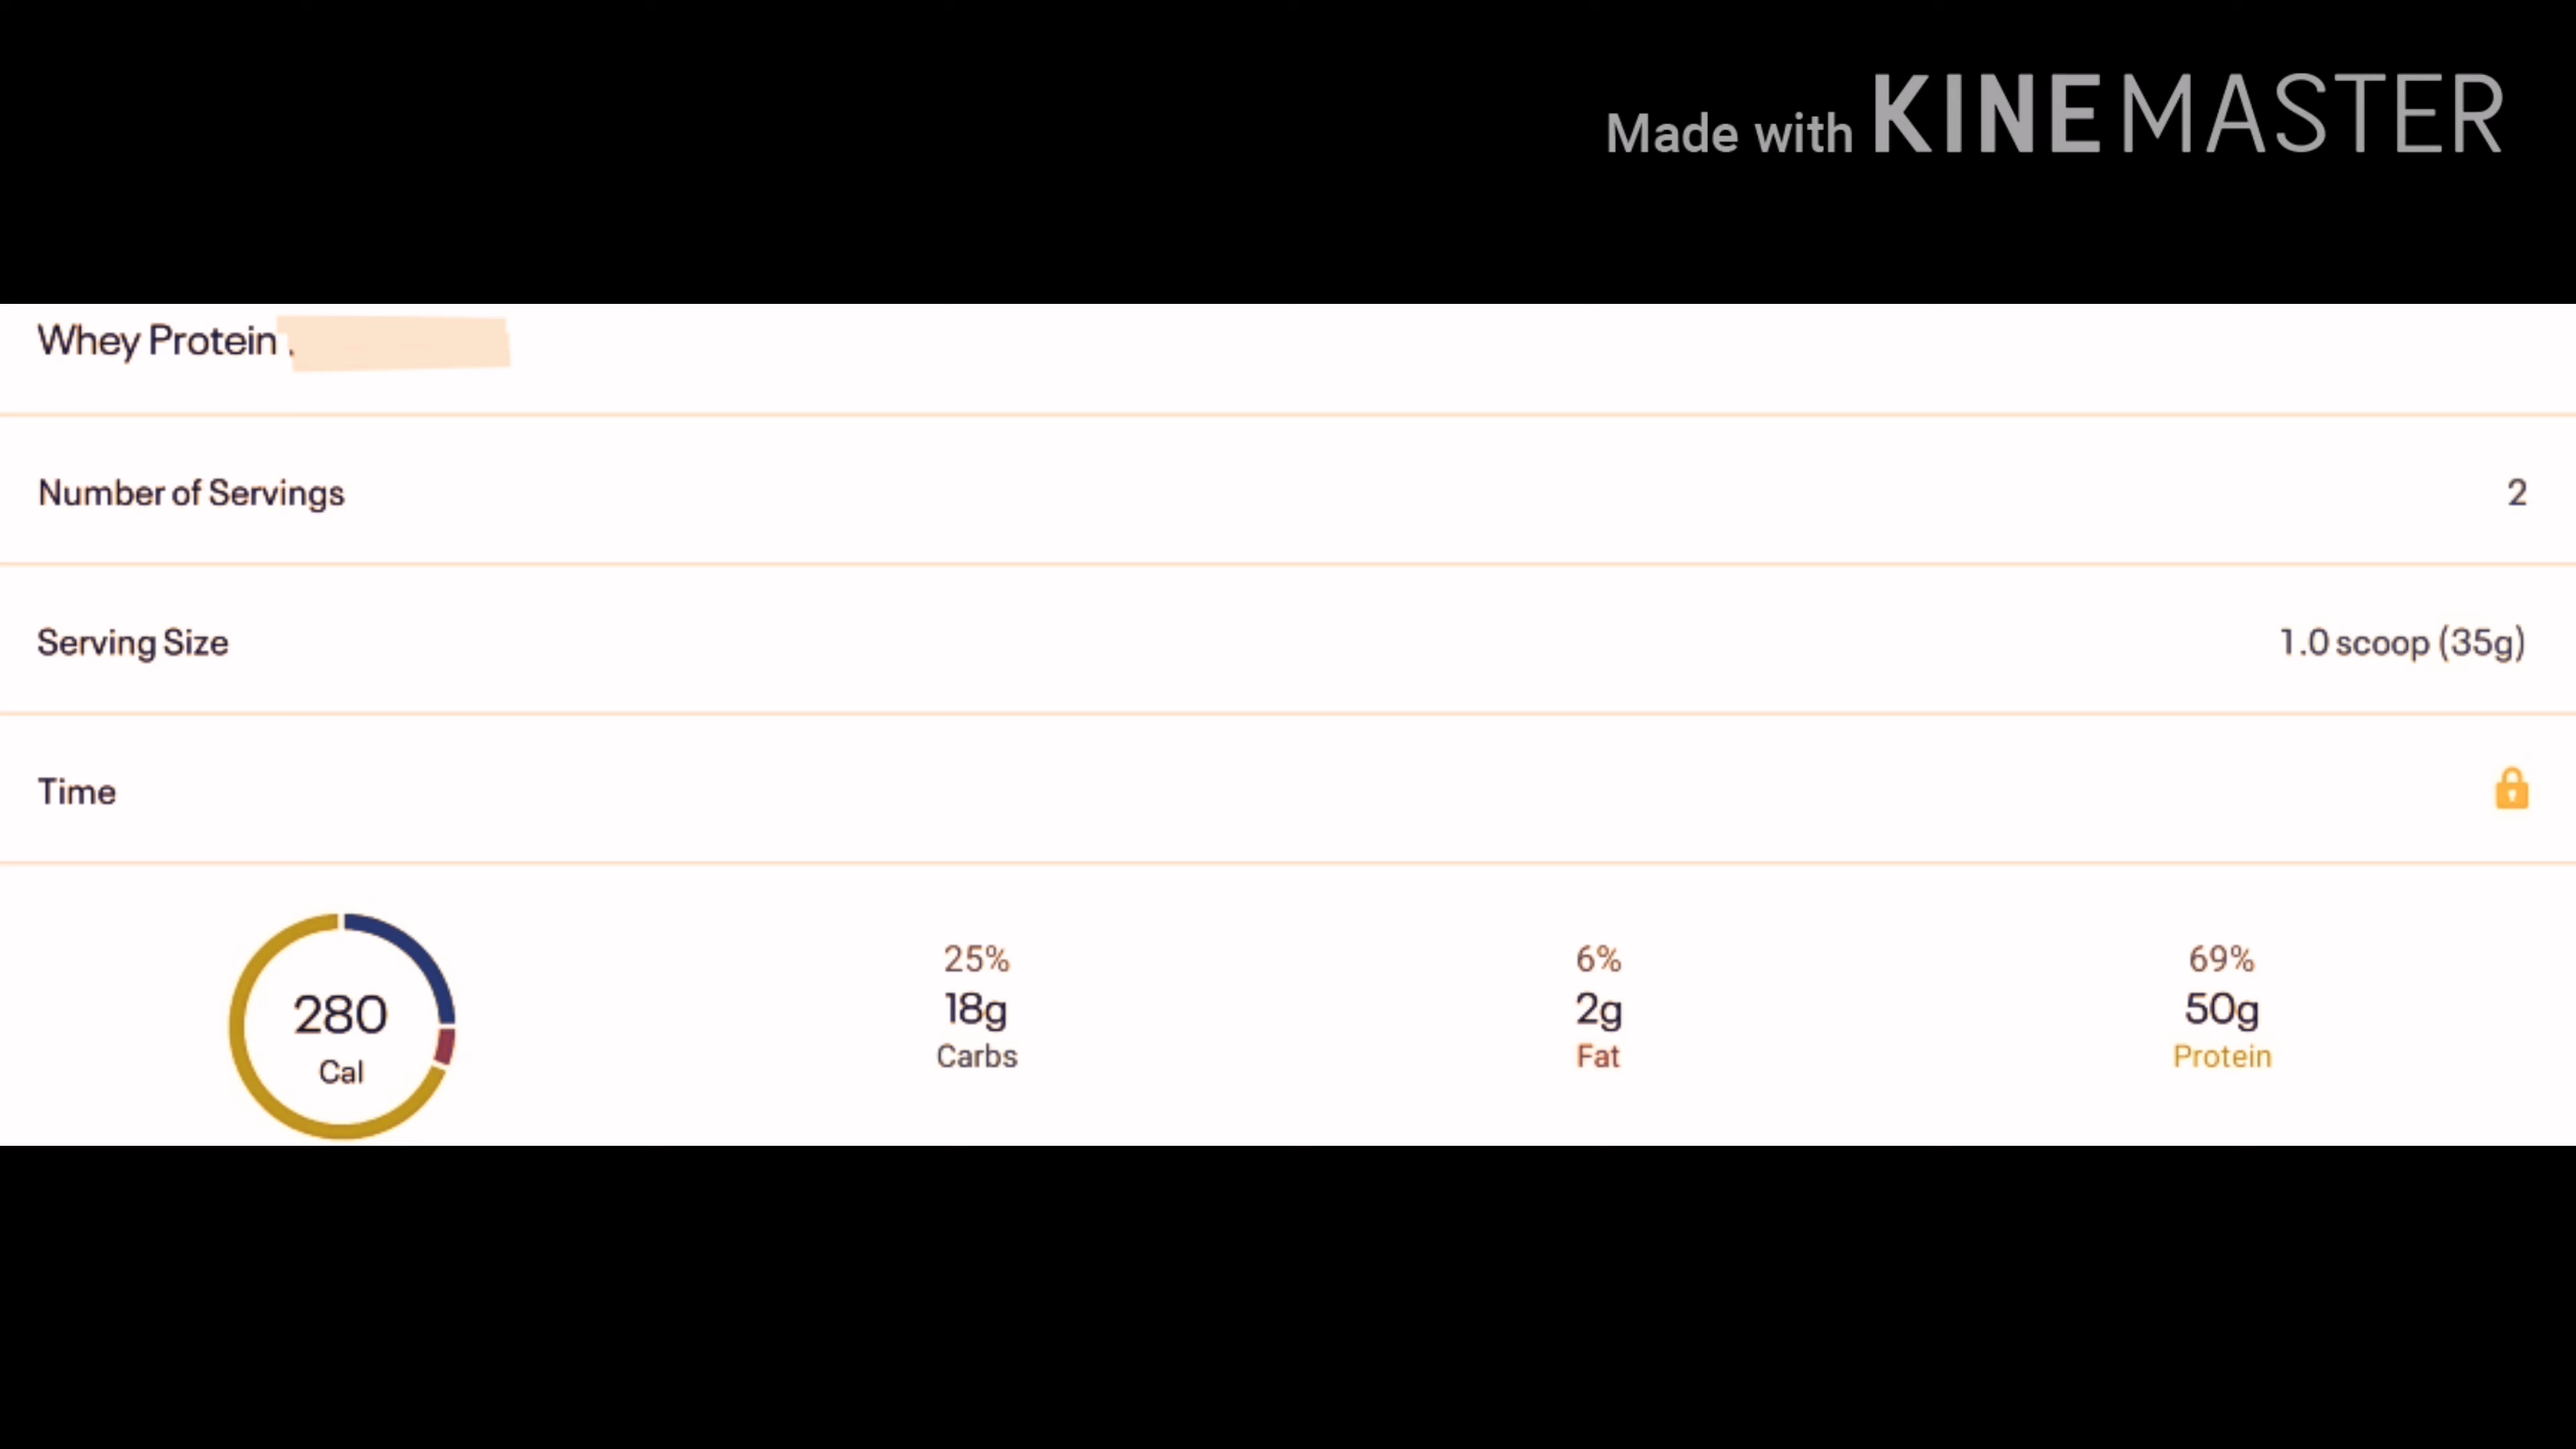 Made with KINEMASTER
Whey Protein
Number of Servings 2
Serving Size 1.0 scoop (35g)
Time
280 Cal
25% 6% 69%
18g 2g 50g
Carbs Fat Protein